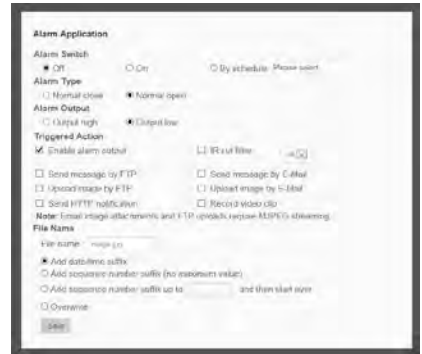 Alarm Application
Alarm Switch
Off On By schedule Please select
Alarm Type
Normal close Normal open
Alarm Output
Output high Output low
Triggered Action
Enable alarm output IR cut filter
Send message by FTP Send message by E-Mail
Upload image by FTP Upload image by E-Mail
Send HTTP notification Record video clip
Note: Email image attachments and FTP uploads require MJPEG streaming.
File Name
File name:
Add date/time suffix
Add sequence number suffix (no maximum value)
Add sequence number suffix up to and then start over
Overwrite
Save